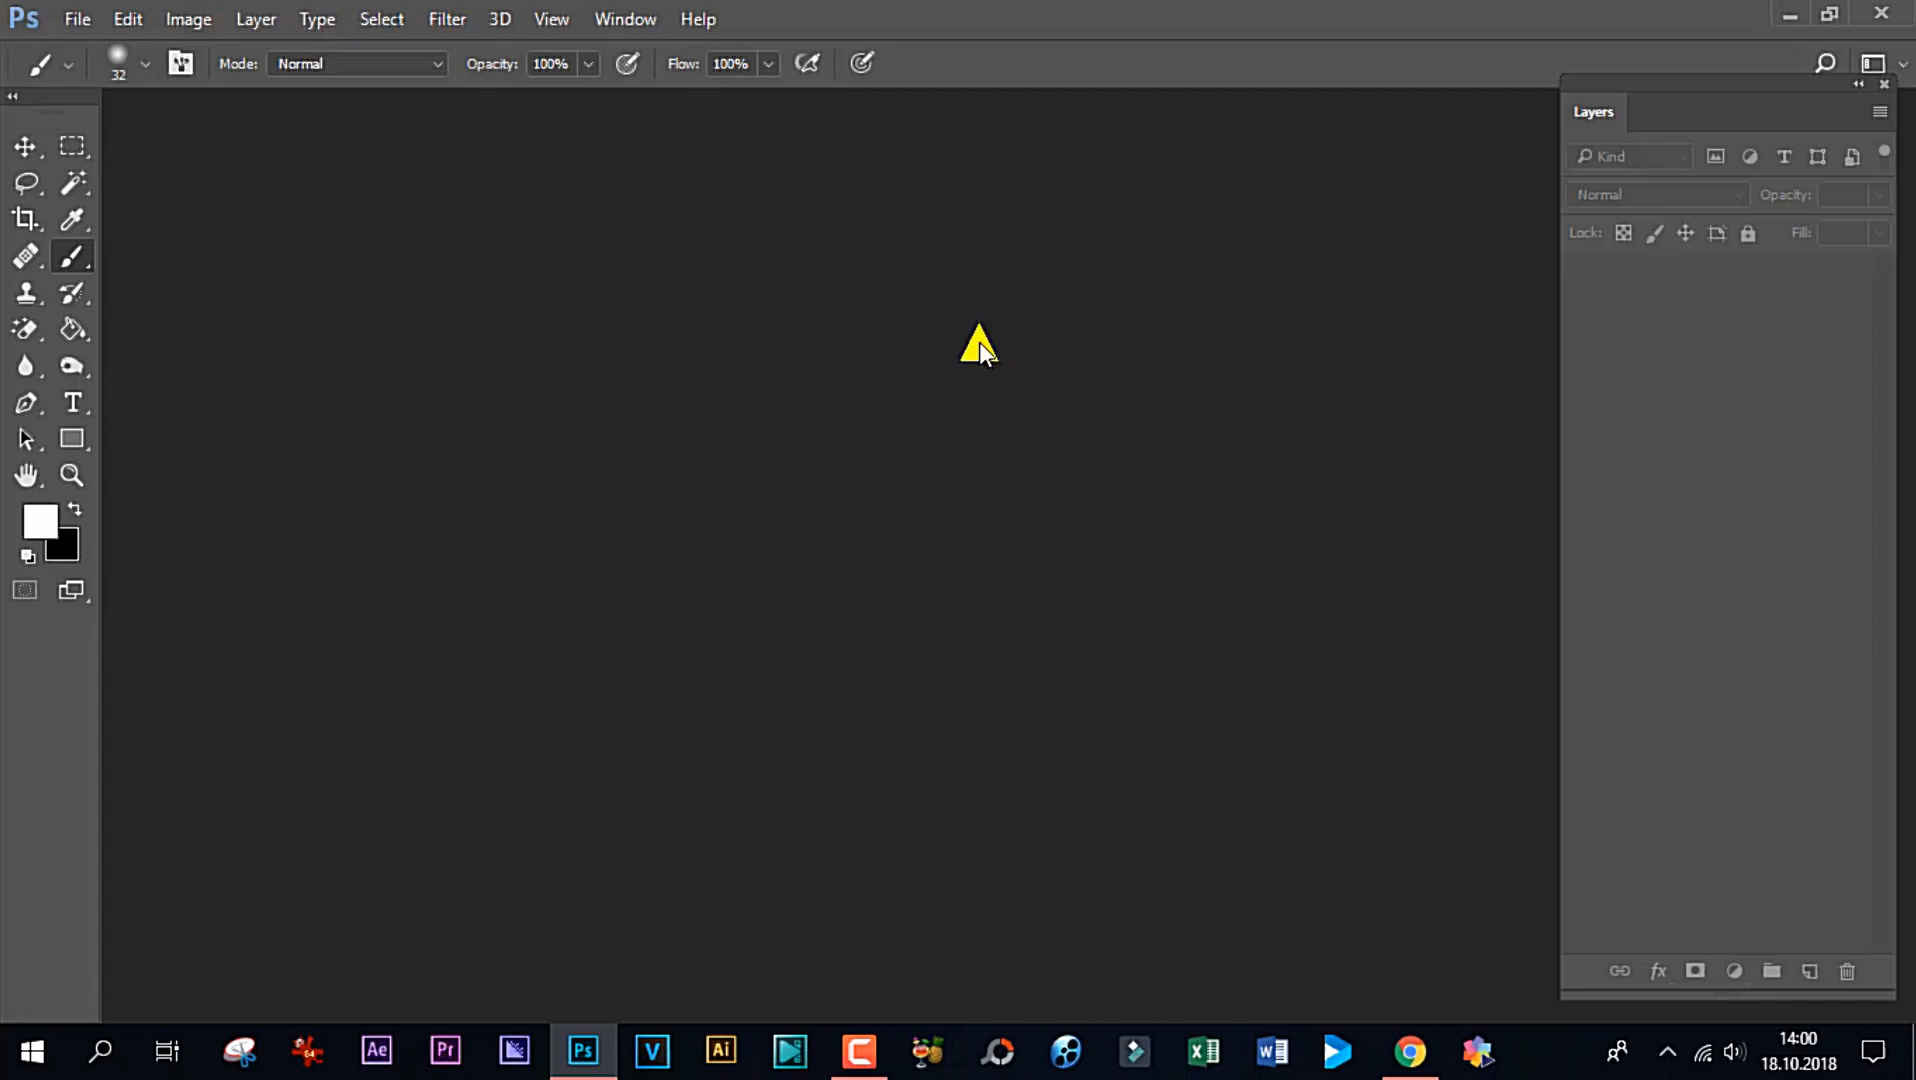 Ps File Edit Image Layer Type Select Filter 3D View Window Help
32 Mode: Normal Opacity: 100% Flow: 100%
Layers
Kind
Normal Opacity:
Lock: Fill:
T
fx
Ae Pr Ps V Ai
14:00
18.10.2018